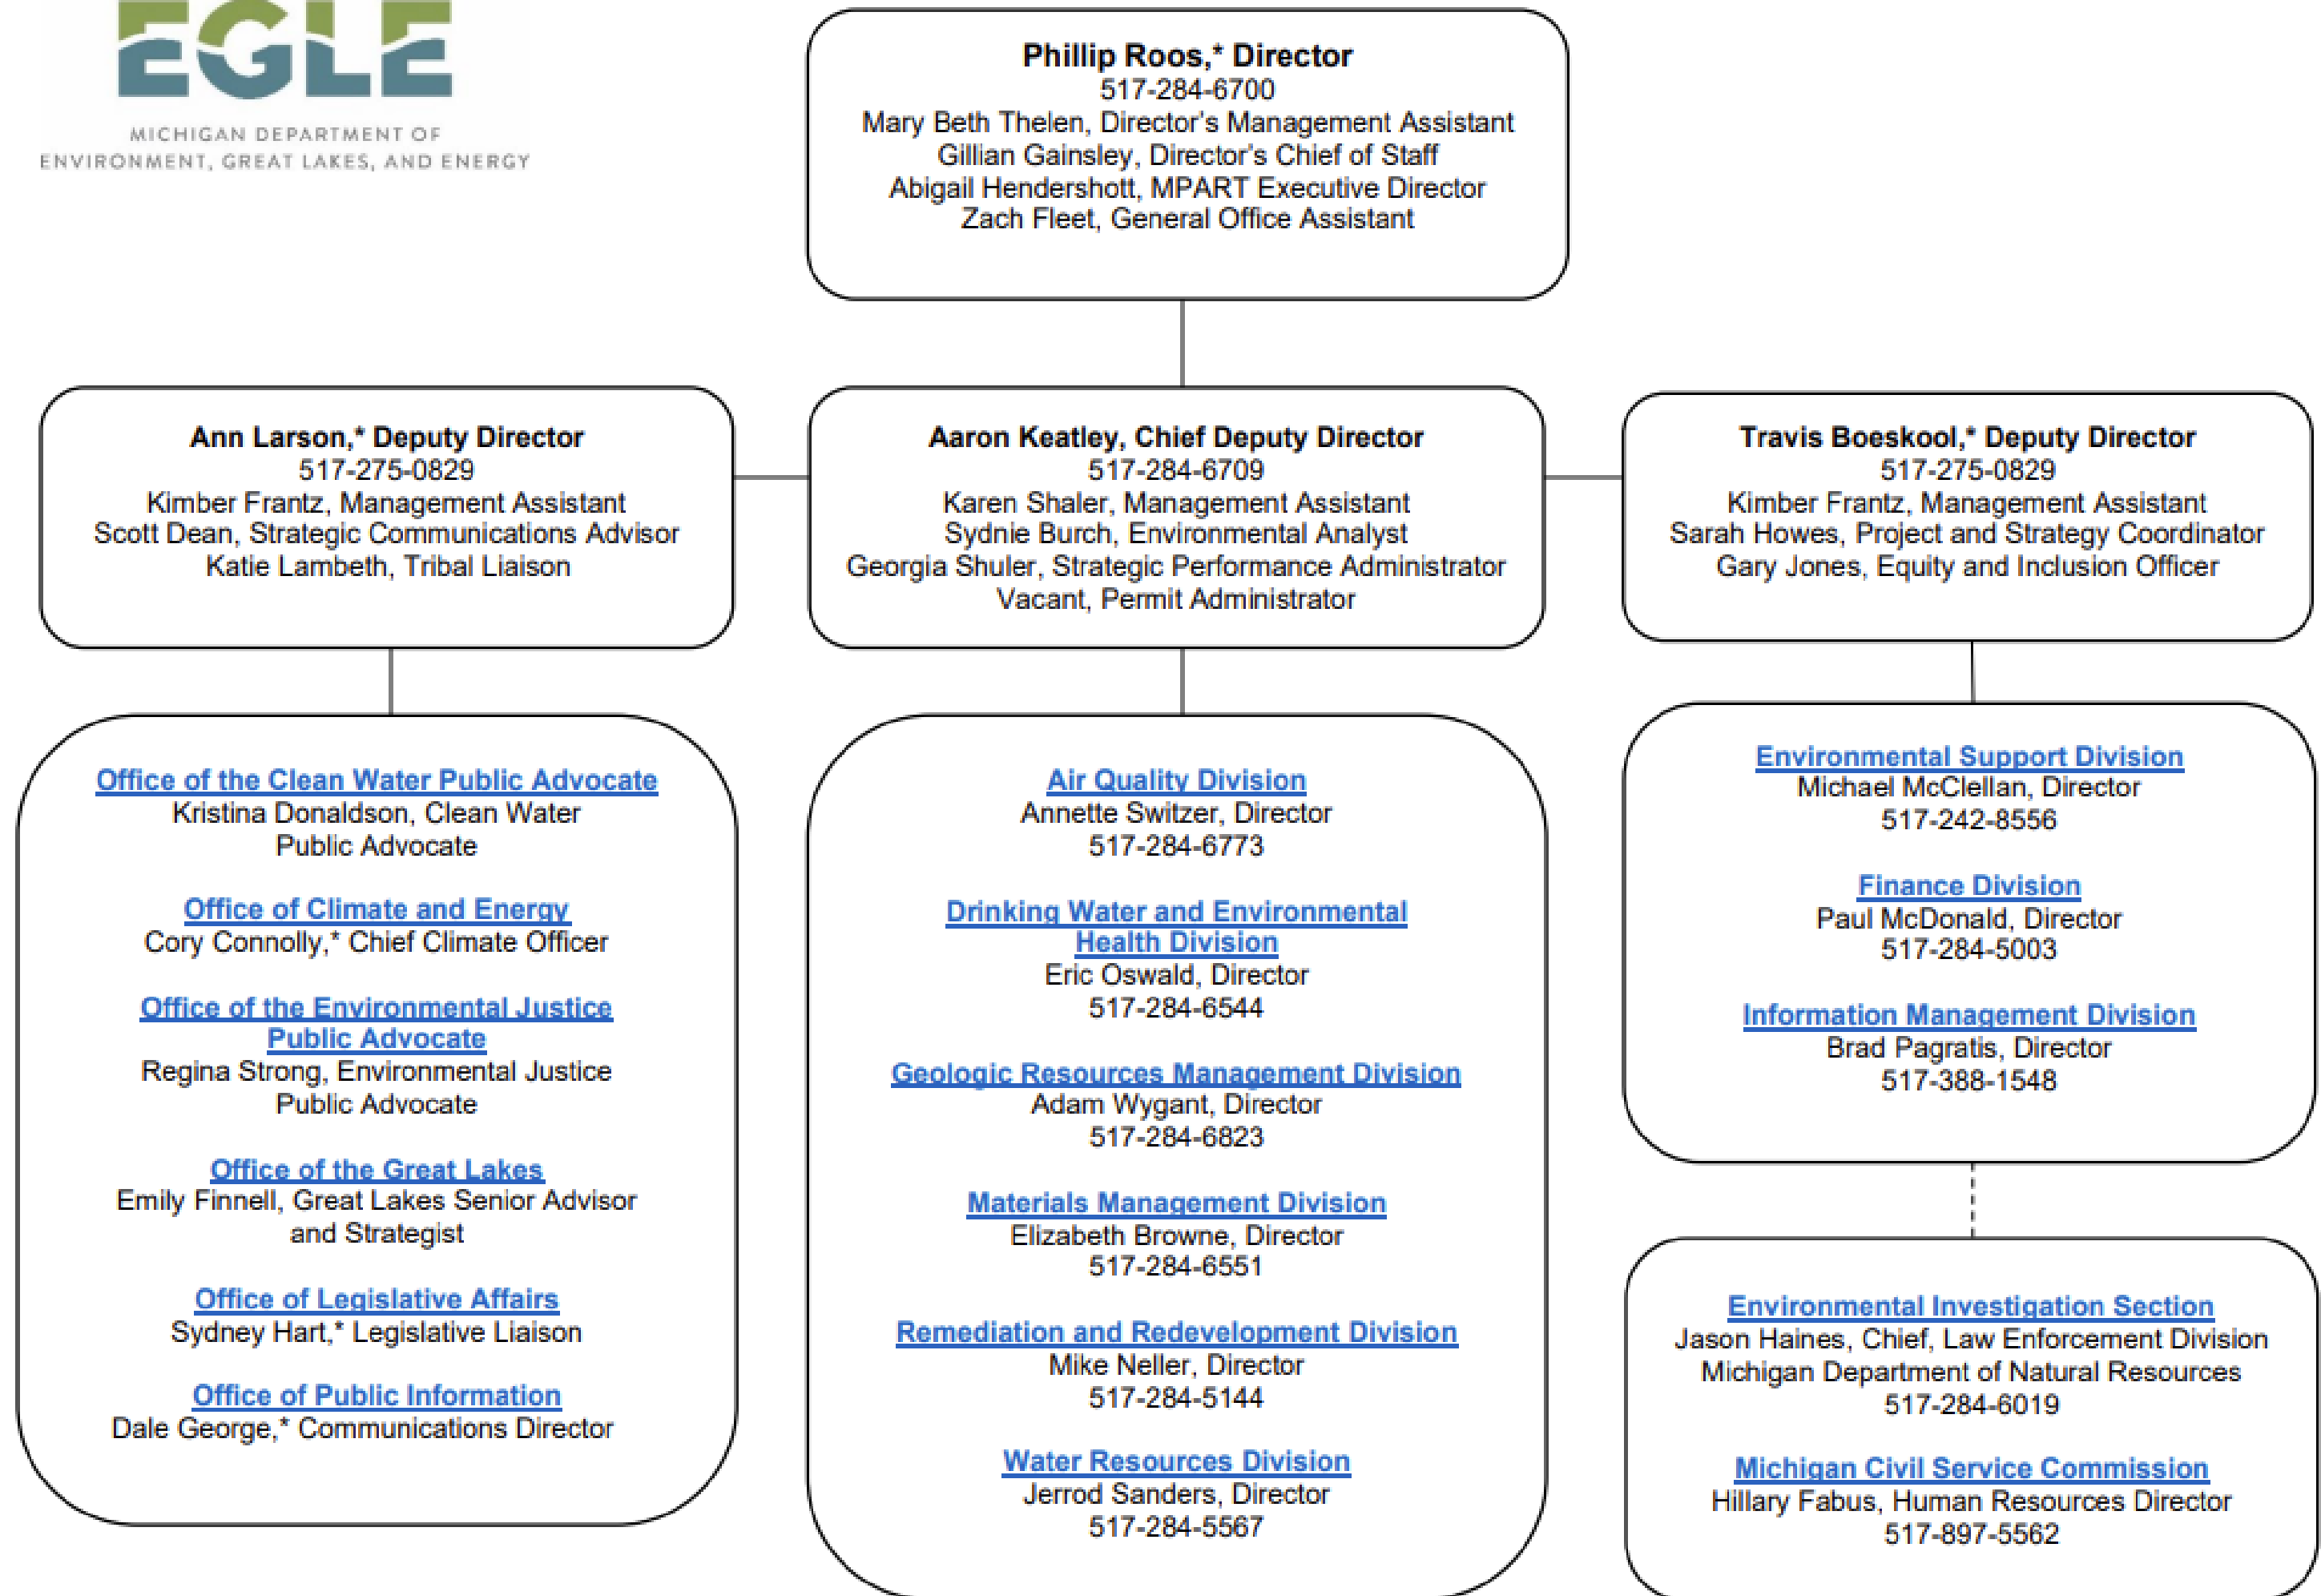 EGLE
MICHIGAN DEPARTMENT OF
ENVIRONMENT, GREAT LAKES, AND ENERGY
Phillip Roos,* Director
517-284-6700
Mary Beth Thelen, Director's Management Assistant
Gillian Gainsley, Director's Chief of Staff
Abigail Hendershott, MPART Executive Director
Zach Fleet, General Office Assistant
Ann Larson,* Deputy Director
517-275-0829
Kimber Frantz, Management Assistant
Scott Dean, Strategic Communications Advisor
Katie Lambeth, Tribal Liaison
Aaron Keatley, Chief Deputy Director
517-284-6709
Karen Shaler, Management Assistant
Sydnie Burch, Environmental Analyst
Georgia Shuler, Strategic Performance Administrator
Vacant, Permit Administrator
Travis Boeskool,* Deputy Director
517-275-0829
Kimber Frantz, Management Assistant
Sarah Howes, Project and Strategy Coordinator
Gary Jones, Equity and Inclusion Officer
Office of the Clean Water Public Advocate
Kristina Donaldson, Clean Water
Public Advocate
Office of Climate and Energy
Cory Connolly,* Chief Climate Officer
Office of the Environmental Justice
Public Advocate
Regina Strong, Environmental Justice
Public Advocate
Office of the Great Lakes
Emily Finnell, Great Lakes Senior Advisor
and Strategist
Office of Legislative Affairs
Sydney Hart,* Legislative Liaison
Office of Public Information
Dale George,* Communications Director
Air Quality Division
Annette Switzer, Director
517-284-6773
Drinking Water and Environmental
Health Division
Eric Oswald, Director
517-284-6544
Geologic Resources Management Division
Adam Wygant, Director
517-284-6823
Materials Management Division
Elizabeth Browne, Director
517-284-6551
Remediation and Redevelopment Division
Mike Neller, Director
517-284-5144
Water Resources Division
Jerrod Sanders, Director
517-284-5567
Environmental Support Division
Michael McClellan, Director
517-242-8556
Finance Division
Paul McDonald, Director
517-284-5003
Information Management Division
Brad Pagratis, Director
517-388-1548
Environmental Investigation Section
Jason Haines, Chief, Law Enforcement Division
Michigan Department of Natural Resources
517-284-6019
Michigan Civil Service Commission
Hillary Fabus, Human Resources Director
517-897-5562